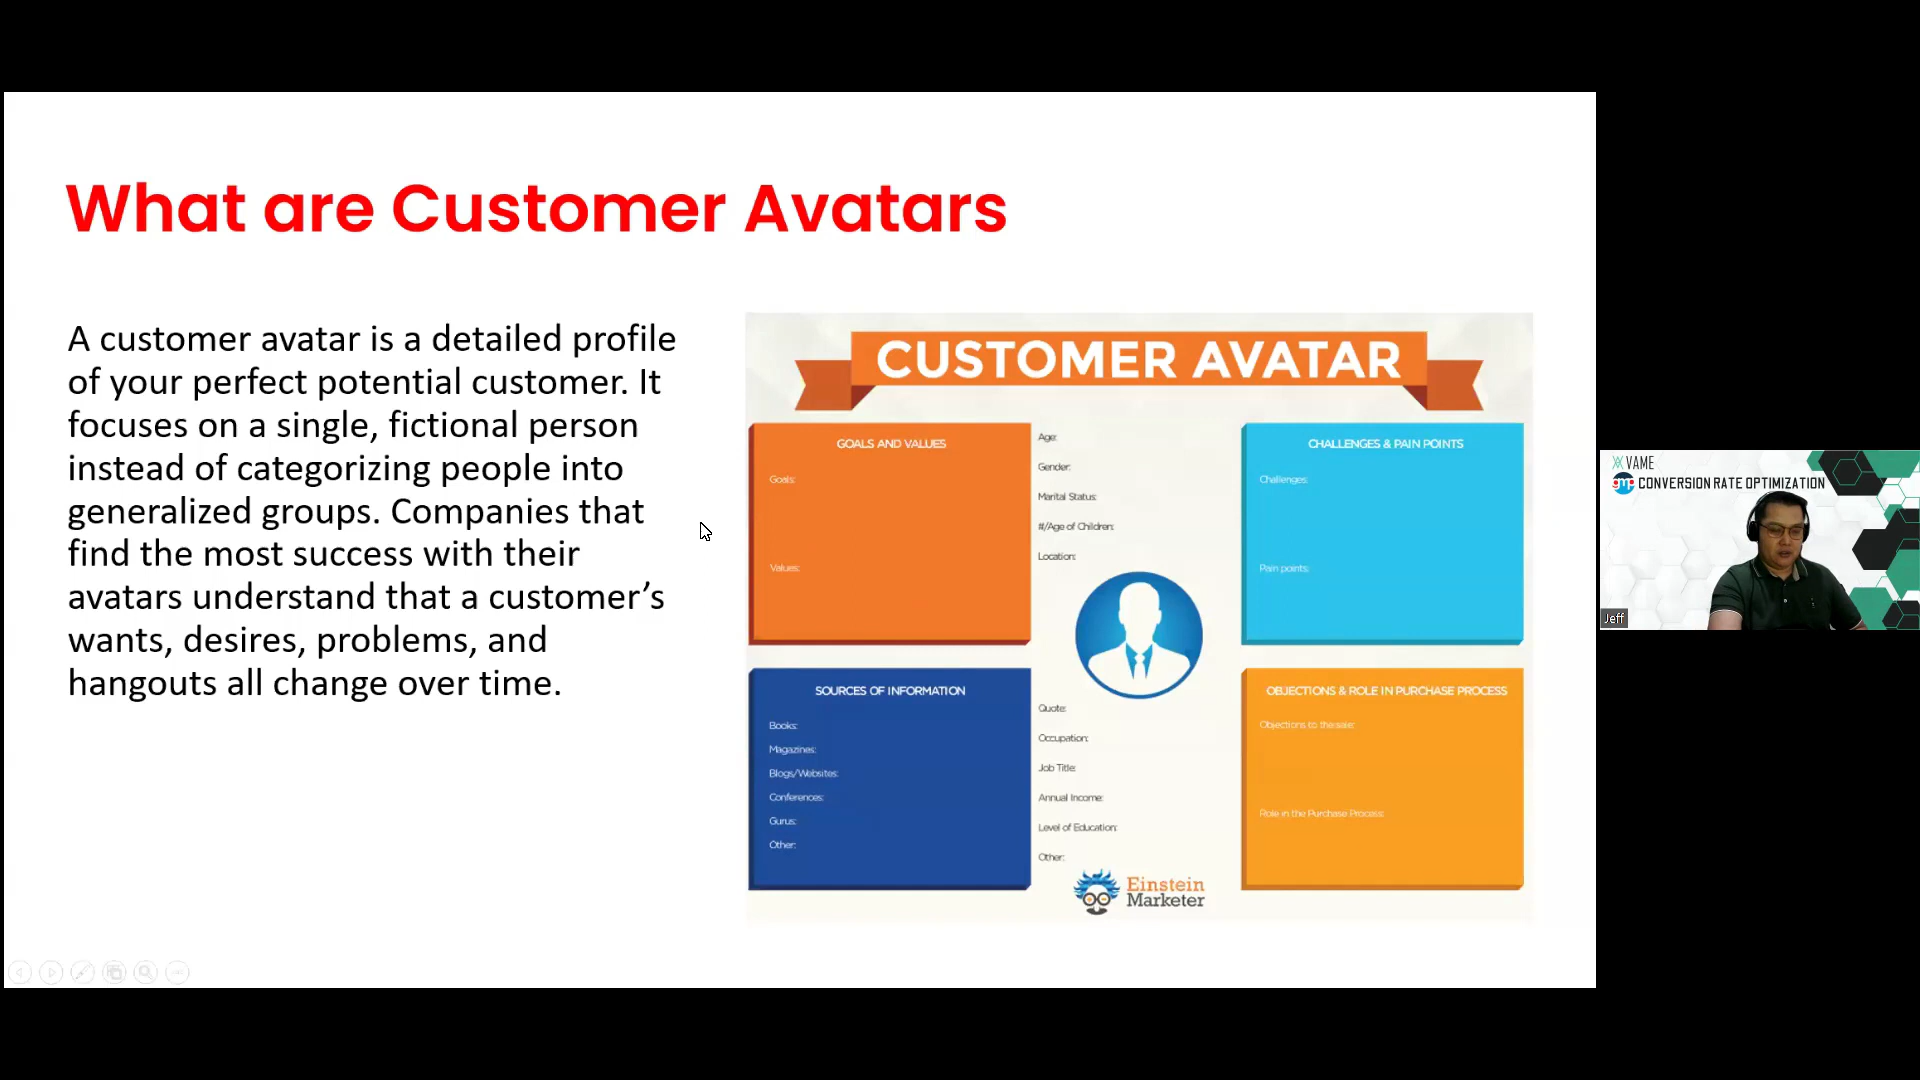 What are Customer Avatars
A customer avatar is a detailed profile
of your perfect potential customer. It
focuses on a single, fictional person
instead of categorizing people into
generalized groups. Companies that
find the most success with their
avatars understand that a customer’s
wants, desires, problems, and
hangouts all change over time.
CUSTOMER AVATAR
GOALS AND VALUES
Goals:
Values:
Age:
Gender:
Marital Status:
#/Age of Children:
Location:
CHALLENGES & PAIN POINTS
Challenges:
Pain points:
SOURCES OF INFORMATION
Books:
Magazines:
Blogs/Websites:
Conferences:
Gurus:
Other:
Quote:
Occupation:
Job Title:
Annual Income:
Level of Education:
Other:
OBJECTIONS & ROLE IN PURCHASE PROCESS
Objections to the sale:
Role in the Purchase Process:
Einstein
Marketer
VAME
gmp CONVERSION RATE OPTIMIZATION
Jeff